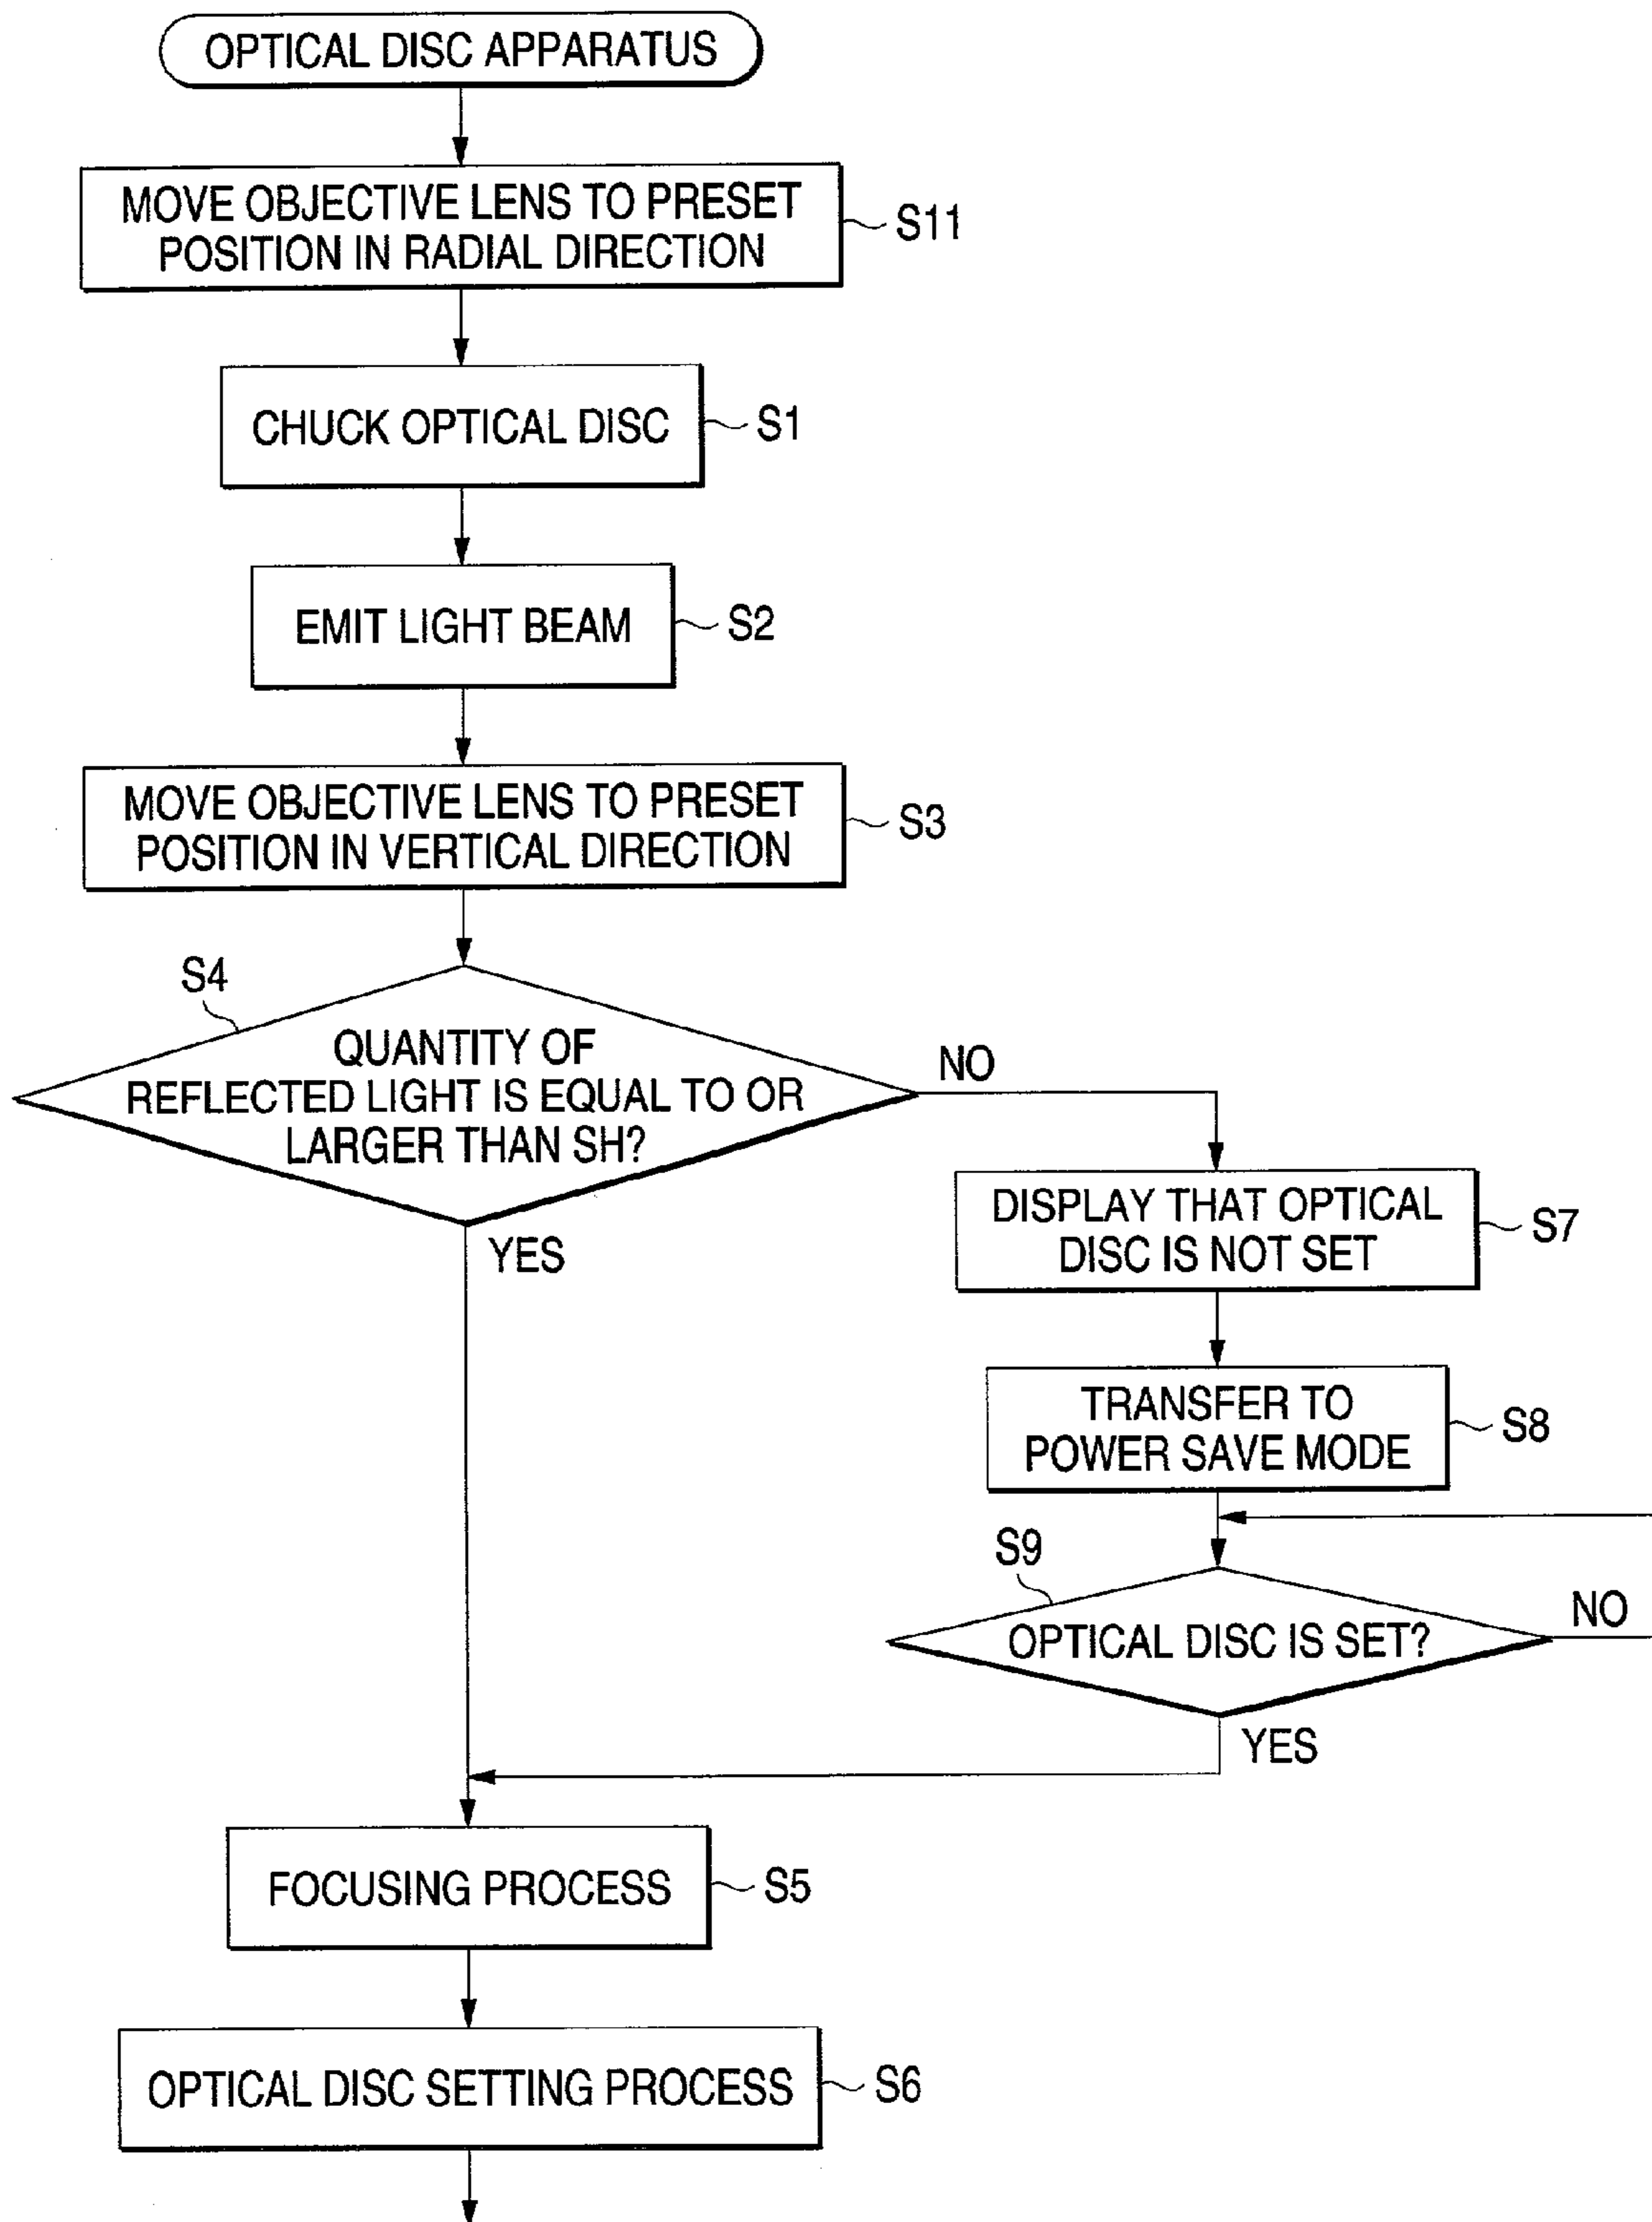 OPTICAL DISC APPARATUS
MOVE OBJECTIVE LENS TO PRESET
POSITION IN RADIAL DIRECTION
S11
CHUCK OPTICAL DISC
S1
EMIT LIGHT BEAM
S2
MOVE OBJECTIVE LENS TO PRESET
POSITION IN VERTICAL DIRECTION
S3
S4
QUANTITY OF
REFLECTED LIGHT IS EQUAL TO OR
LARGER THAN SH?
NO
YES
DISPLAY THAT OPTICAL
DISC IS NOT SET
S7
TRANSFER TO
POWER SAVE MODE
S8
S9
OPTICAL DISC IS SET?
NO
YES
FOCUSING PROCESS
S5
OPTICAL DISC SETTING PROCESS
S6